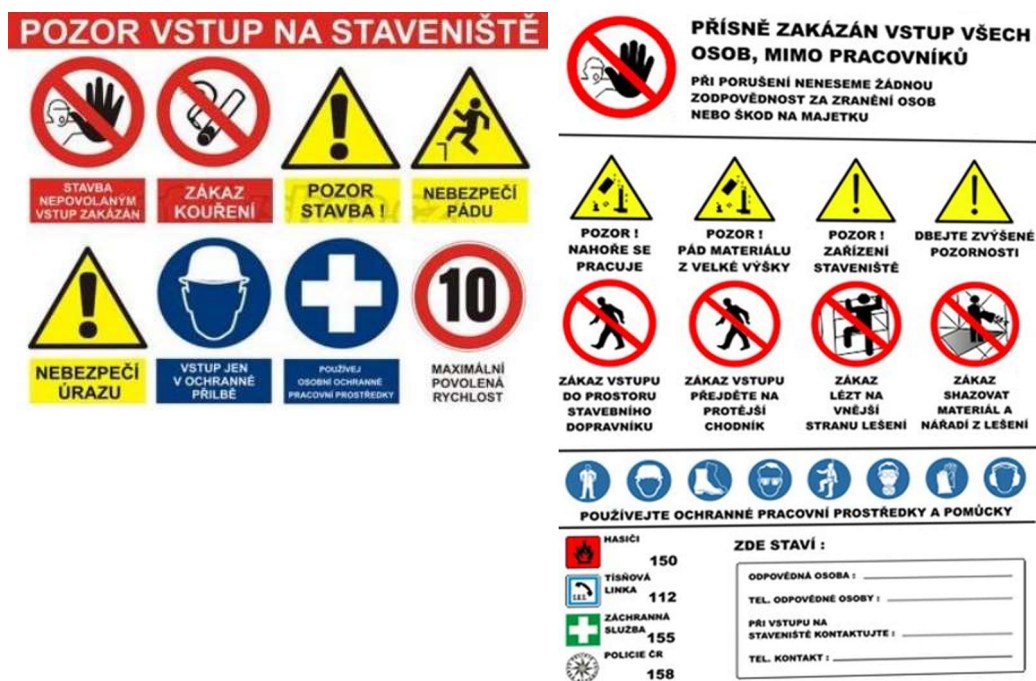 POZOR VSTUP NA STAVENIŠTĚ
STAVBA
NEPOVOLANÝM
VSTUP ZAKÁZÁN
ZÁKAZ
KOUŘENÍ
POZOR
STAVBA !
NEBEZPEČÍ
PÁDU
NEBEZPEČÍ
ÚRAZU
VSTUP JEN
V OCHRANNÉ
PŘILBĚ
POUŽÍVEJ
OSOBNÍ OCHRANNÉ
PRACOVNÍ PROSTŘEDKY
10
MAXIMÁLNÍ
POVOLENÁ
RYCHLOST
PŘÍSNĚ ZAKÁZÁN VSTUP VŠECH
OSOB, MIMO PRACOVNÍKŮ
PŘI PORUŠENÍ NENESEME ŽÁDNOU
ZODPOVĚDNOST ZA ZRANĚNÍ OSOB
NEBO ŠKOD NA MAJETKU
POZOR !
NAHOŘE SE
PRACUJE
POZOR !
PÁD MATERIÁLU
Z VELKÉ VÝŠKY
POZOR !
ZAŘÍZENÍ
STAVENIŠTĚ
DBEJTE ZVÝŠENÉ
POZORNOSTI
ZÁKAZ VSTUPU
DO PROSTORU
STAVEBNÍHO
DOPRAVNÍKU
ZÁKAZ VSTUPU
PŘEJDĚTE NA
PROTĚJŠÍ
CHODNÍK
ZÁKAZ
LÉZT NA
VNĚJŠÍ
STRANU LEŠENÍ
ZÁKAZ
SHAZOVAT
MATERIÁL A
NÁŘADÍ Z LEŠENÍ
POUŽÍVEJTE OCHRANNÉ PRACOVNÍ PROSTŘEDKY A POMŮCKY
HASIČI
150
TÍSŇOVÁ
LINKA 112
ZÁCHRANNÁ
SLUŽBA 155
POLICIE ČR
158
ZDE STAVÍ :
ODPOVĚDNÁ OSOBA :
TEL. ODPOVĚDNÉ OSOBY :
PŘI VSTUPU NA
STAVENIŠTĚ KONTAKTUJTE :
TEL. KONTAKT :